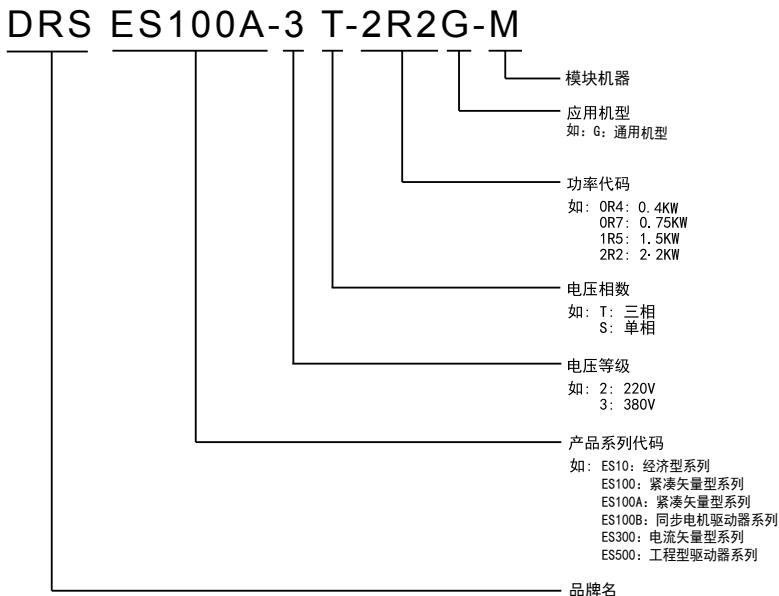 DRS ES100A-3 T-2R2G-M
模块机器
应用机型
如：G：通用机型
功率代码
如：0R4：0.4KW
0R7：0.75KW
1R5：1.5KW
2R2：2·2KW
电压相数
如：T：三相
S：单相
电压等级
如：2：220V
3：380V
产品系列代码
如：ES10：经济型系列
ES100：紧凑矢量型系列
ES100A：紧凑矢量型系列
ES100B：同步电机驱动器系列
ES300：电流矢量型系列
ES500：工程型驱动器系列
品牌名